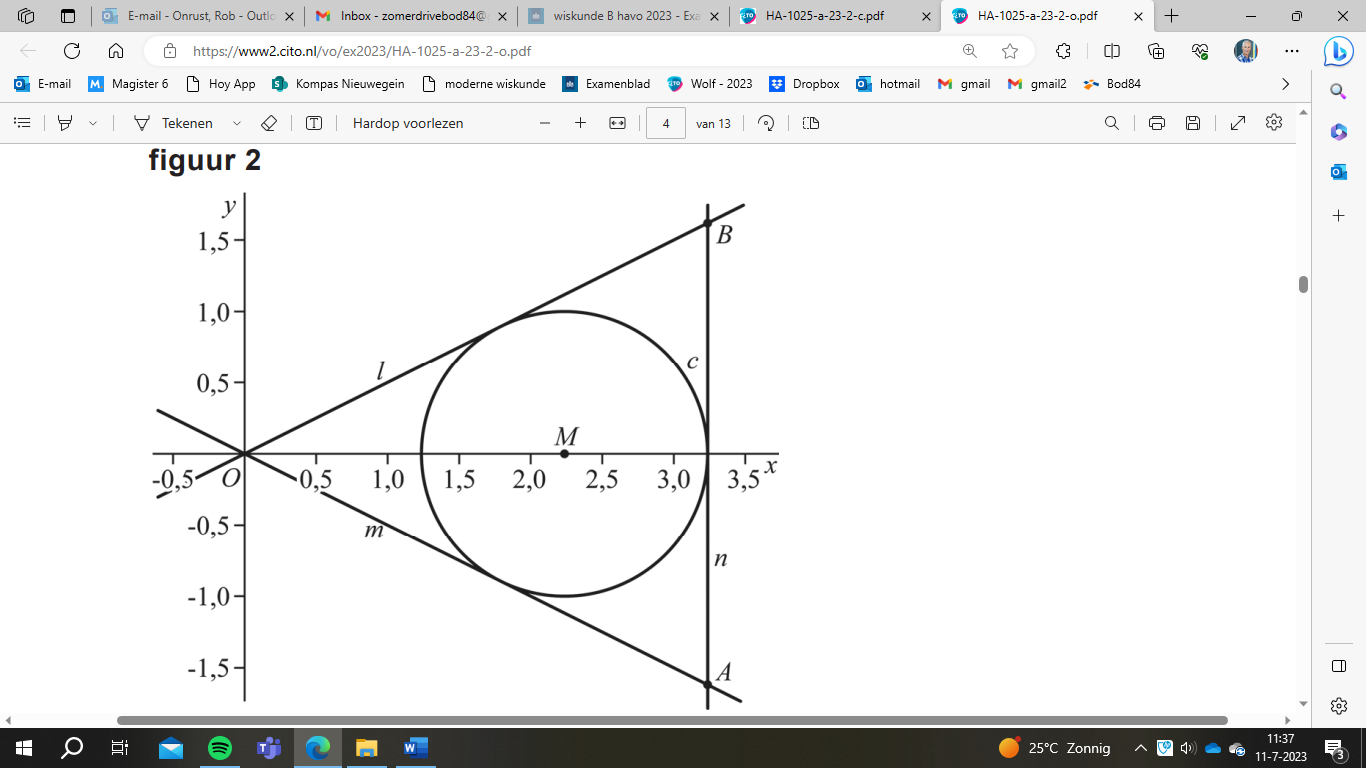 E-mail - Onrust, Rob - Outlo
Inbox - zomerdrivebod84@
wiskunde B havo 2023 - Exa
HA-1025-a-23-2-c.pdf
HA-1025-a-23-2-o.pdf
https://www2.cito.nl/vo/ex2023/HA-1025-a-23-2-o.pdf
E-mail
Magister 6
Hoy App
Kompas Nieuwegein
moderne wiskunde
Examenblad
Wolf - 2023
Dropbox
hotmail
gmail
gmail2
Bod84
Tekenen
Hardop voorlezen
4
van 13
figuur 2
y
1,5
B
1,0
l
c
0,5
M
-0,5
O
0,5
1,0
1,5
2,0
2,5
3,0
3,5
x
-0,5
m
n
-1,0
-1,5
A
25°C Zonnig
11:37
11-7-2023
3